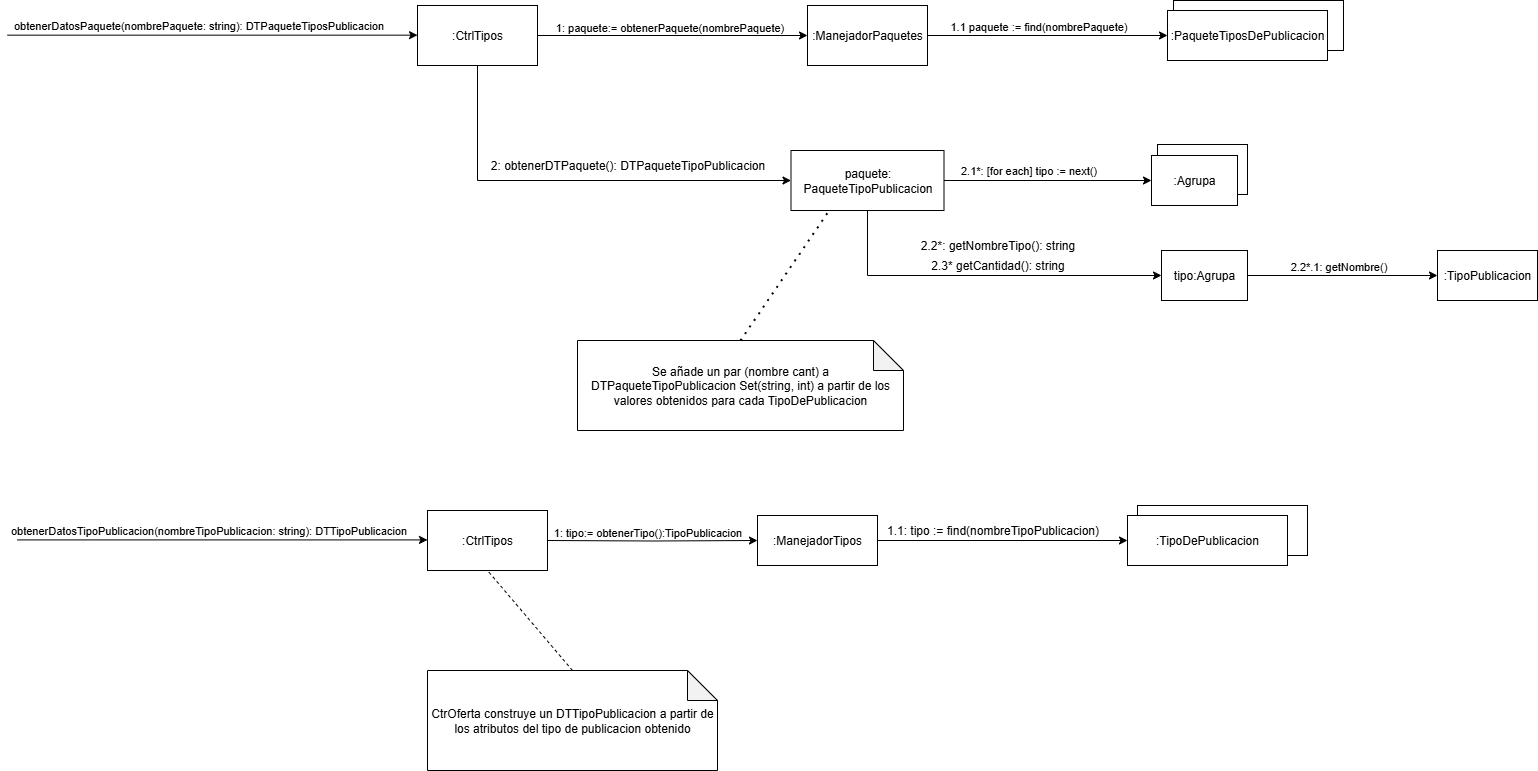 obtenerDatosPaquete(nombrePaquete: string): DTPaqueteTiposPublicacion
:CtrlTipos
1: paquete:= obtenerPaquete(nombrePaquete)
:ManejadorPaquetes
1.1 paquete := find(nombrePaquete)
:PaqueteTiposDePublicacion
2: obtenerDTPaquete(): DTPaqueteTipoPublicacion
paquete:
PaqueteTipoPublicacion
2.1*: [for each] tipo := next()
:Agrupa
2.2*: getNombreTipo(): string
2.3* getCantidad(): string
tipo:Agrupa
2.2*.1: getNombre()
:TipoPublicacion
Se añade un par (nombre cant) a
DTPaqueteTipoPublicacion Set(string, int) a partir de los
valores obtenidos para cada TipoDePublicacion
obtenerDatosTipoPublicacion(nombreTipoPublicacion: string): DTTipoPublicacion
:CtrlTipos
1: tipo:= obtenerTipo():TipoPublicacion
:ManejadorTipos
1.1: tipo := find(nombreTipoPublicacion)
:TipoDePublicacion
CtrOferta construye un DTTipoPublicacion a partir de
los atributos del tipo de publicacion obtenido